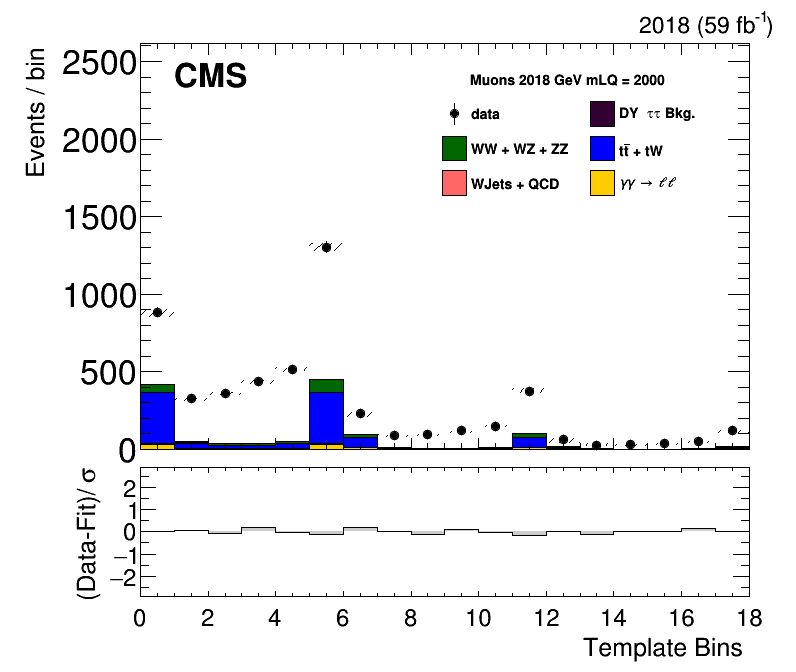 2018 (59 fb-1)
Events / bin
CMS
Muons 2018 GeV mLQ = 2000
data
DY ττ Bkg.
WW + WZ + ZZ
tt̄ + tW
WJets + QCD
γγ → ℓℓ
2500
2000
1500
1000
500
0
(Data-Fit)/σ
2
1
0
−1
−2
0 2 4 6 8 10 12 14 16 18
Template Bins